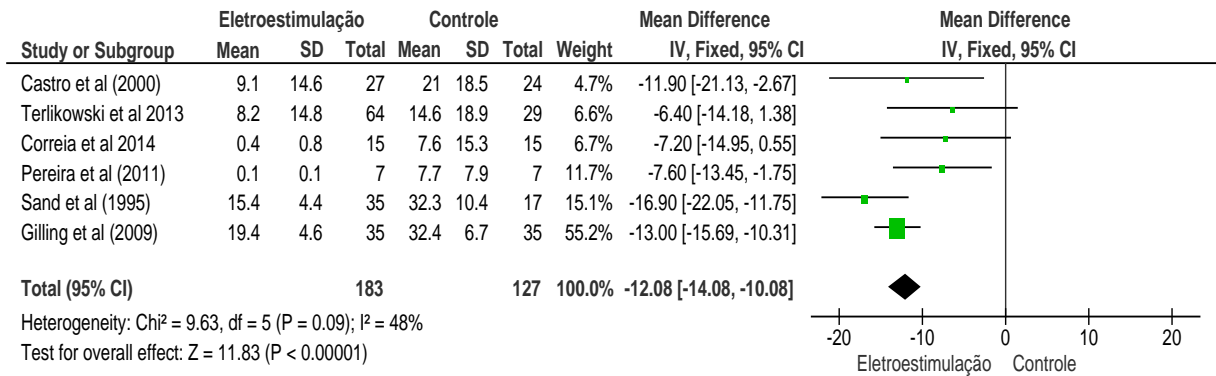 Eletroestimulação Controle Mean Difference Mean Difference
Study or Subgroup Mean SD Total Mean SD Total Weight IV, Fixed, 95% CI IV, Fixed, 95% CI
Castro et al (2000) 9.1 14.6 27 21 18.5 24 4.7% -11.90 [-21.13, -2.67]
Terlikowski et al 2013 8.2 14.8 64 14.6 18.9 29 6.6% -6.40 [-14.18, 1.38]
Correia et al 2014 0.4 0.8 15 7.6 15.3 15 6.7% -7.20 [-14.95, 0.55]
Pereira et al (2011) 0.1 0.1 7 7.7 7.9 7 11.7% -7.60 [-13.45, -1.75]
Sand et al (1995) 15.4 4.4 35 32.3 10.4 17 15.1% -16.90 [-22.05, -11.75]
Gilling et al (2009) 19.4 4.6 35 32.4 6.7 35 55.2% -13.00 [-15.69, -10.31]
Total (95% CI) 183 127 100.0% -12.08 [-14.08, -10.08]
Heterogeneity: Chi² = 9.63, df = 5 (P = 0.09); I² = 48%
Test for overall effect: Z = 11.83 (P < 0.00001)
-20 -10 0 10 20
Eletroestimulação Controle